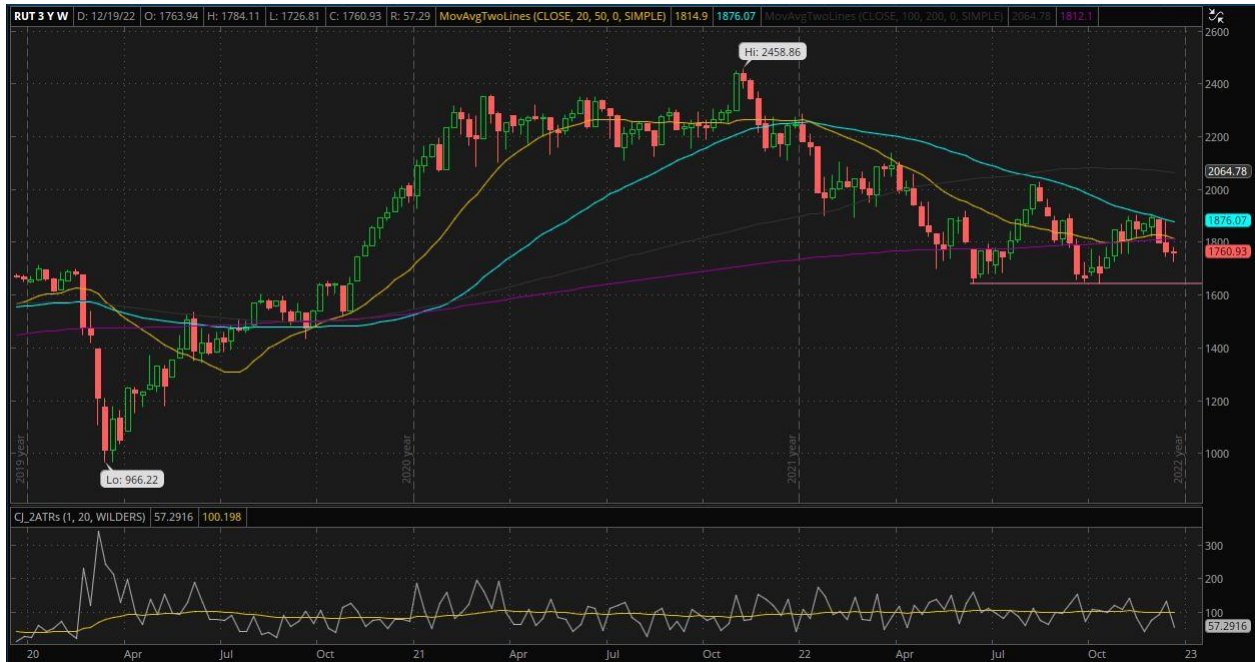 RUT 3 Y W D: 12/19/22 O: 1763.94 H: 1784.11 L: 1726.81 C: 1760.93 R: 57.29 MovAvgTwoLines (CLOSE, 20, 50, 0, SIMPLE) 1814.9 1876.07 MovAvgTwoLines (CLOSE, 100, 200, 0, SIMPLE) 2064.78 1812.1
2600
Hi: 2458.86
2400
2200
2064.78
2000
1876.07
1800
1760.93
1600
1400
1200
1000
2019 year
2020 year
2021 year
2022 year
Lo: 966.22
CJ_2ATRs (1, 20, WILDERS) 57.2916 100.198
300
200
100
57.2916
20 Apr Jul Oct 21 Apr Jul Oct 22 Apr Jul Oct 23